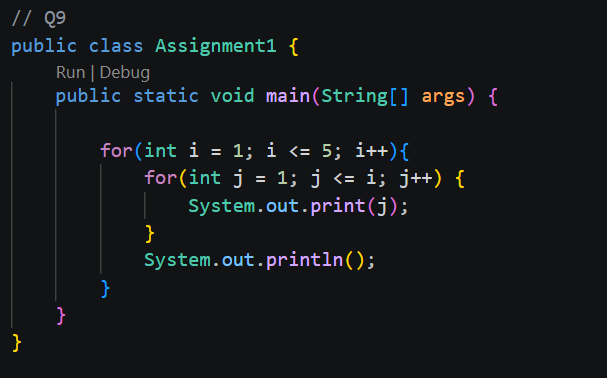 // Q9
public class Assignment1 {
Run | Debug
public static void main(String[] args) {
for(int i = 1; i <= 5; i++){
for(int j = 1; j <= i; j++) {
System.out.print(j);
}
System.out.println();
}
}
}